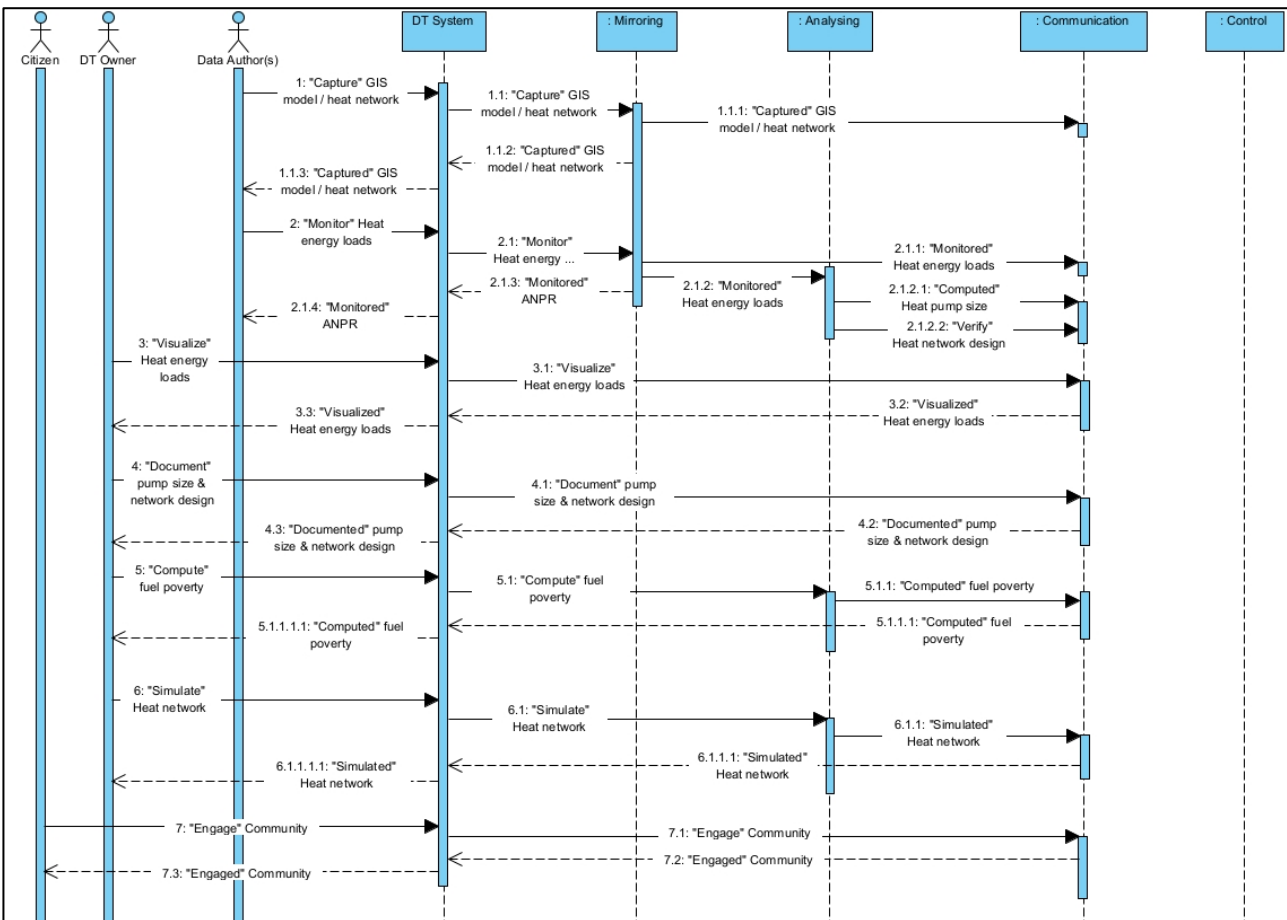 DT System
: Mirroring
: Analysing
: Communication
: Control
Citizen
DT Owner
Data Author(s)
1: "Capture" GIS
model / heat network
1.1: "Capture" GIS
model / heat network
1.1.1: "Captured" GIS
model / heat network
1.1.2: "Captured" GIS
model / heat network
1.1.3: "Captured" GIS
model / heat network
2: "Monitor" Heat
energy loads
2.1: "Monitor"
Heat energy ...
2.1.1: "Monitored"
Heat energy loads
2.1.2: "Monitored"
Heat energy loads
2.1.3: "Monitored"
ANPR
2.1.2.1: "Computed"
Heat pump size
2.1.4: "Monitored"
ANPR
2.1.2.2: "Verify"
Heat network design
3: "Visualize"
Heat energy
loads
3.1: "Visualize"
Heat energy loads
3.2: "Visualized"
Heat energy loads
3.3: "Visualized"
Heat energy loads
4: "Document"
pump size &
network design
4.1: "Document" pump
size & network design
4.2: "Documented" pump
size & network design
4.3: "Documented" pump
size & network design
5: "Compute"
fuel poverty
5.1: "Compute" fuel
poverty
5.1.1: "Computed" fuel poverty
5.1.1.1: "Computed" fuel
poverty
5.1.1.1.1: "Computed" fuel
poverty
6: "Simulate"
Heat network
6.1: "Simulate"
Heat network
6.1.1: "Simulated"
Heat network
6.1.1.1: "Simulated"
Heat network
6.1.1.1.1: "Simulated"
Heat network
7: "Engage" Community
7.1: "Engage" Community
7.2: "Engaged" Community
7.3: "Engaged" Community